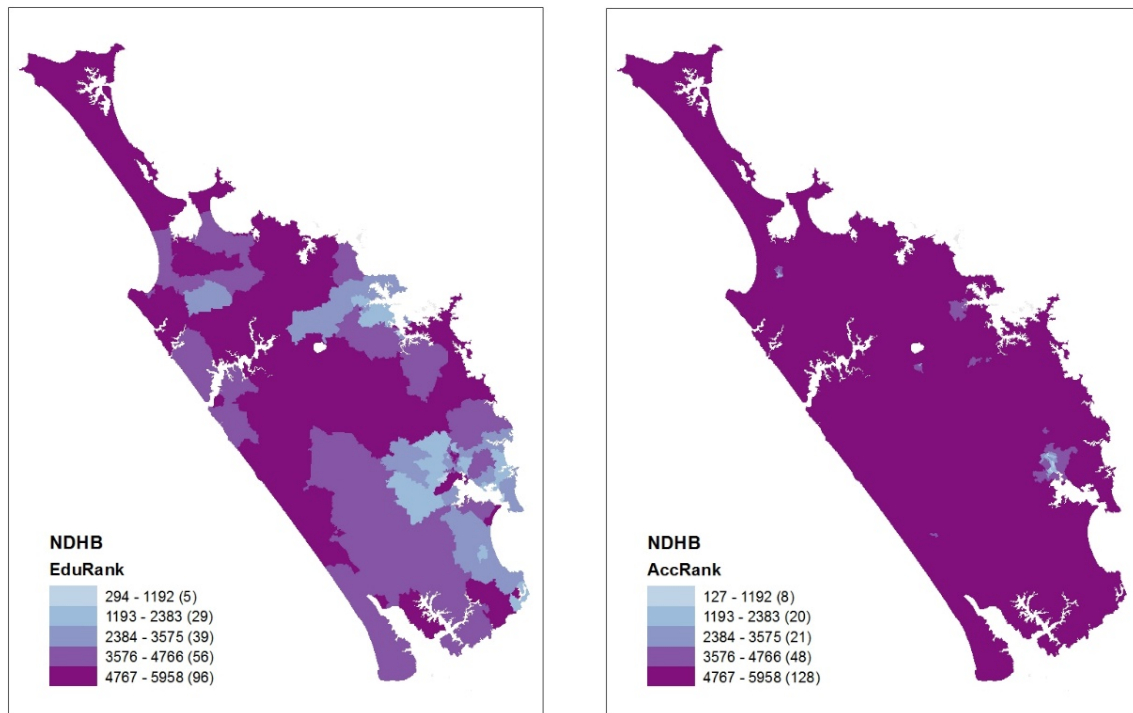 NDHB
EduRank
294 - 1192 (5)
1193 - 2383 (29)
2384 - 3575 (39)
3576 - 4766 (56)
4767 - 5958 (96)
NDHB
AccRank
127 - 1192 (8)
1193 - 2383 (20)
2384 - 3575 (21)
3576 - 4766 (48)
4767 - 5958 (128)